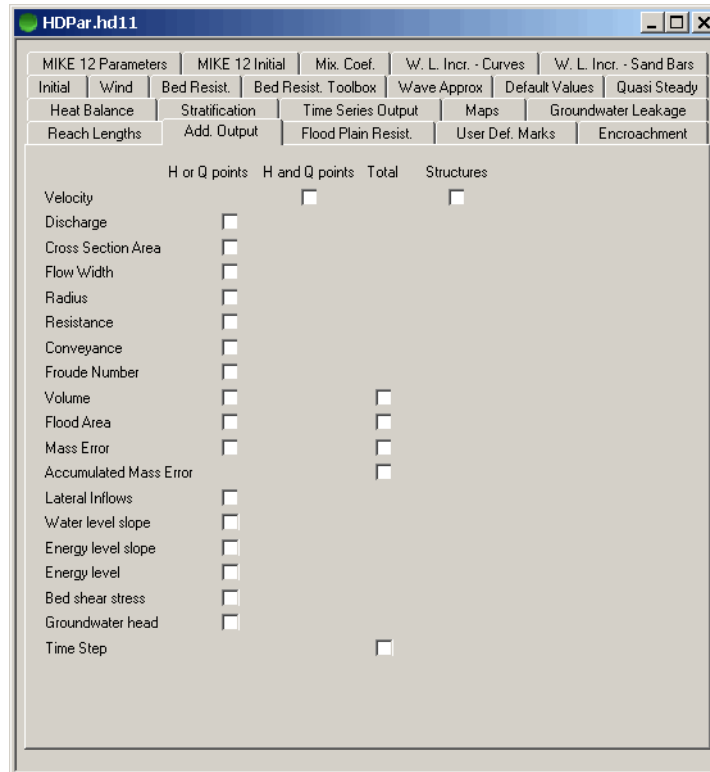 HDPar.hd11
MIKE 12 Parameters MIKE 12 Initial Mix. Coef. W. L. Incr. - Curves W. L. Incr. - Sand Bars
Initial Wind Bed Resist. Bed Resist. Toolbox Wave Approx Default Values Quasi Steady
Heat Balance Stratification Time Series Output Maps Groundwater Leakage
Reach Lengths Add. Output Flood Plain Resist. User Def. Marks Encroachment
H or Q points H and Q points Total Structures
Velocity
Discharge
Cross Section Area
Flow Width
Radius
Resistance
Conveyance
Froude Number
Volume
Flood Area
Mass Error
Accumulated Mass Error
Lateral Inflows
Water level slope
Energy level slope
Energy level
Bed shear stress
Groundwater head
Time Step